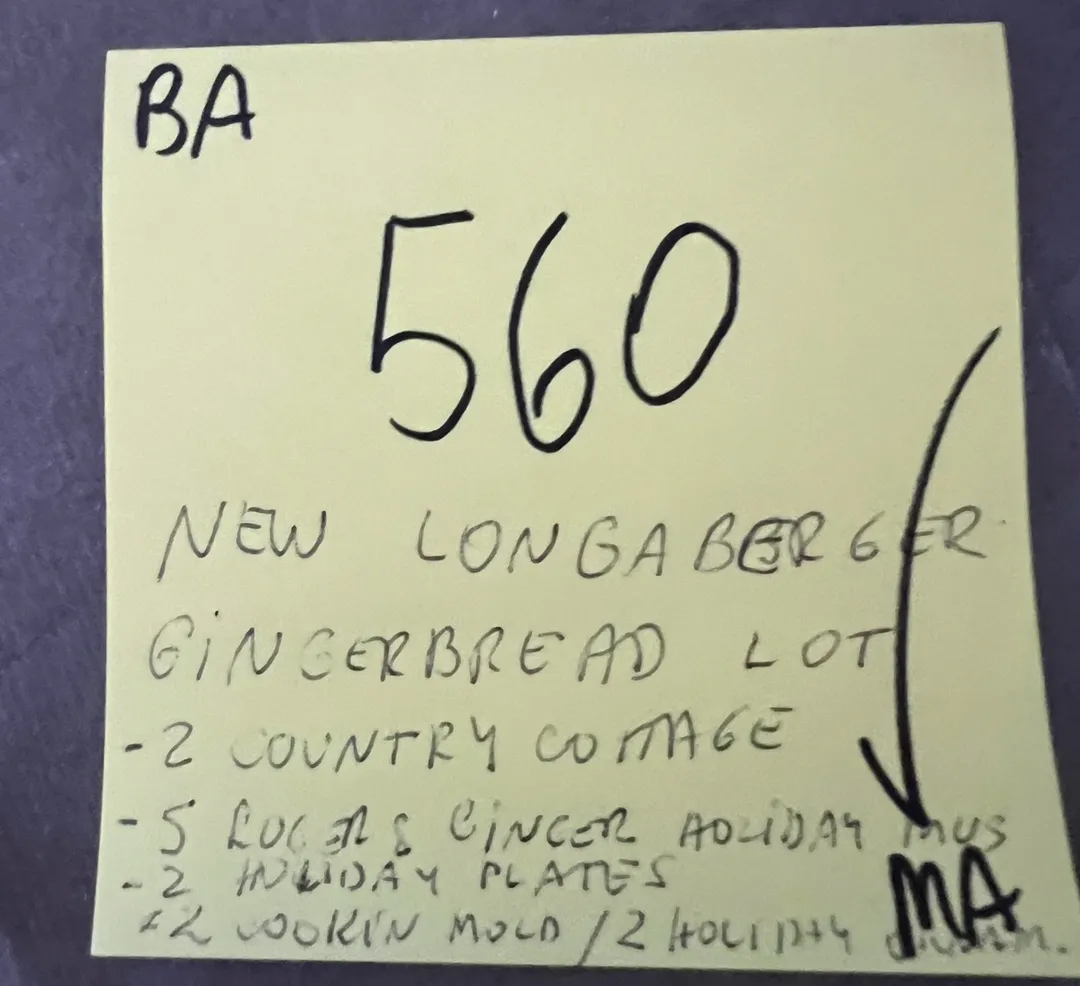 BA
560
NEW LONGABERGER
GINGERBREAD LOT
- 2 COUNTRY COTTAGE
- 5 ROGER & GINGER HOLIDAY MUS
- 2 HOLIDAY PLATES
- 2 COOKIN MOLD / 2 HOLIDAY
MA